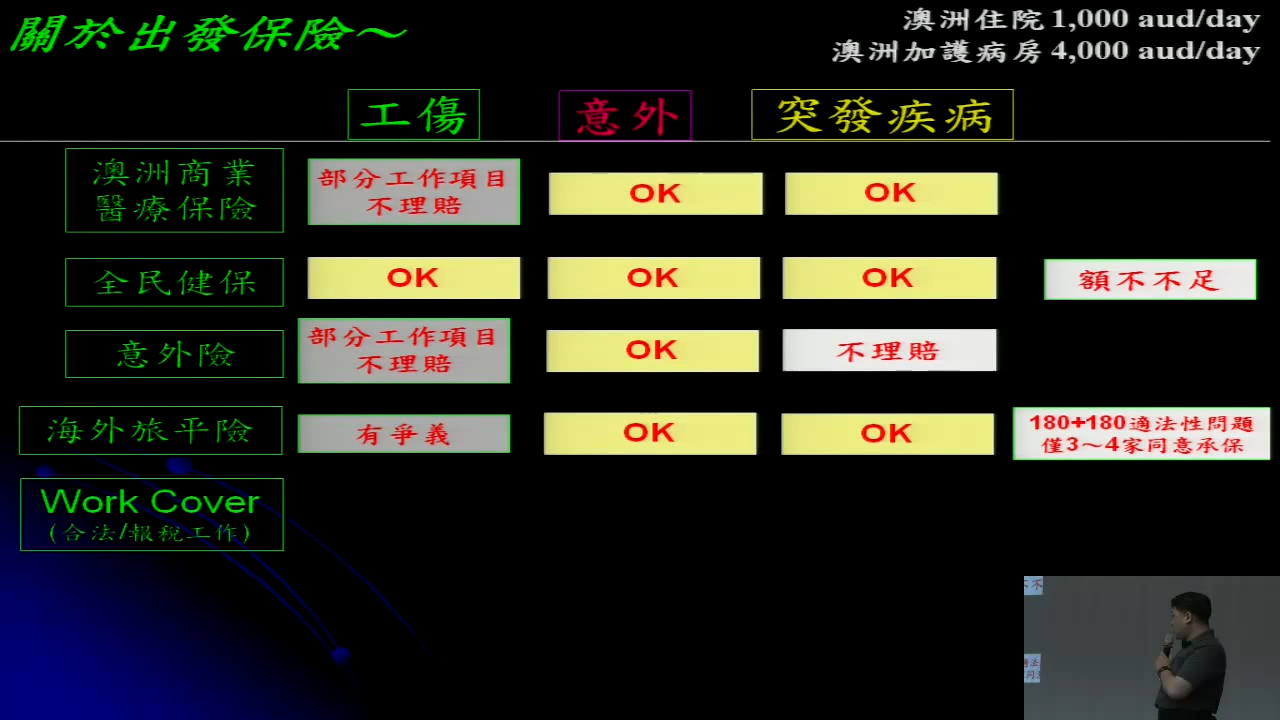 關於出發保險～
澳洲住院1,000 aud/day
澳洲加護病房4,000 aud/day
工傷
意外
突發疾病
澳洲商業
醫療保險
部分工作項目
不理賠
OK
OK
全民健保
OK
OK
OK
額不不足
意外險
部分工作項目
不理賠
OK
不理賠
海外旅平險
有爭義
OK
OK
180+180適法性問題
僅3～4家同意承保
Work Cover
(合法/報稅工作)